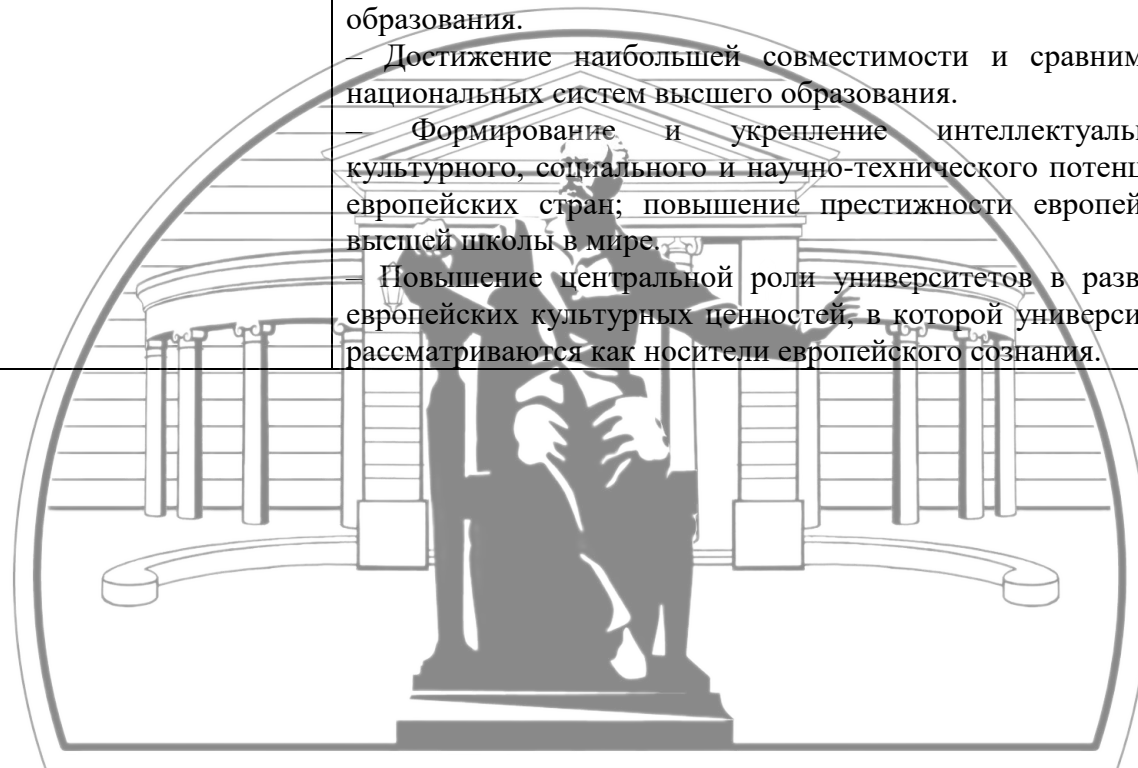 образования.
– Достижение наибольшей совместимости и сравним
национальных систем высшего образования.
– Формирование и укрепление интеллектуаль
культурного, социального и научно-технического потенц
европейских стран; повышение престижности европей
высшей школы в мире.
– Повышение центральной роли университетов в разв
европейских культурных ценностей, в которой универси
рассматриваются как носители европейского сознания.